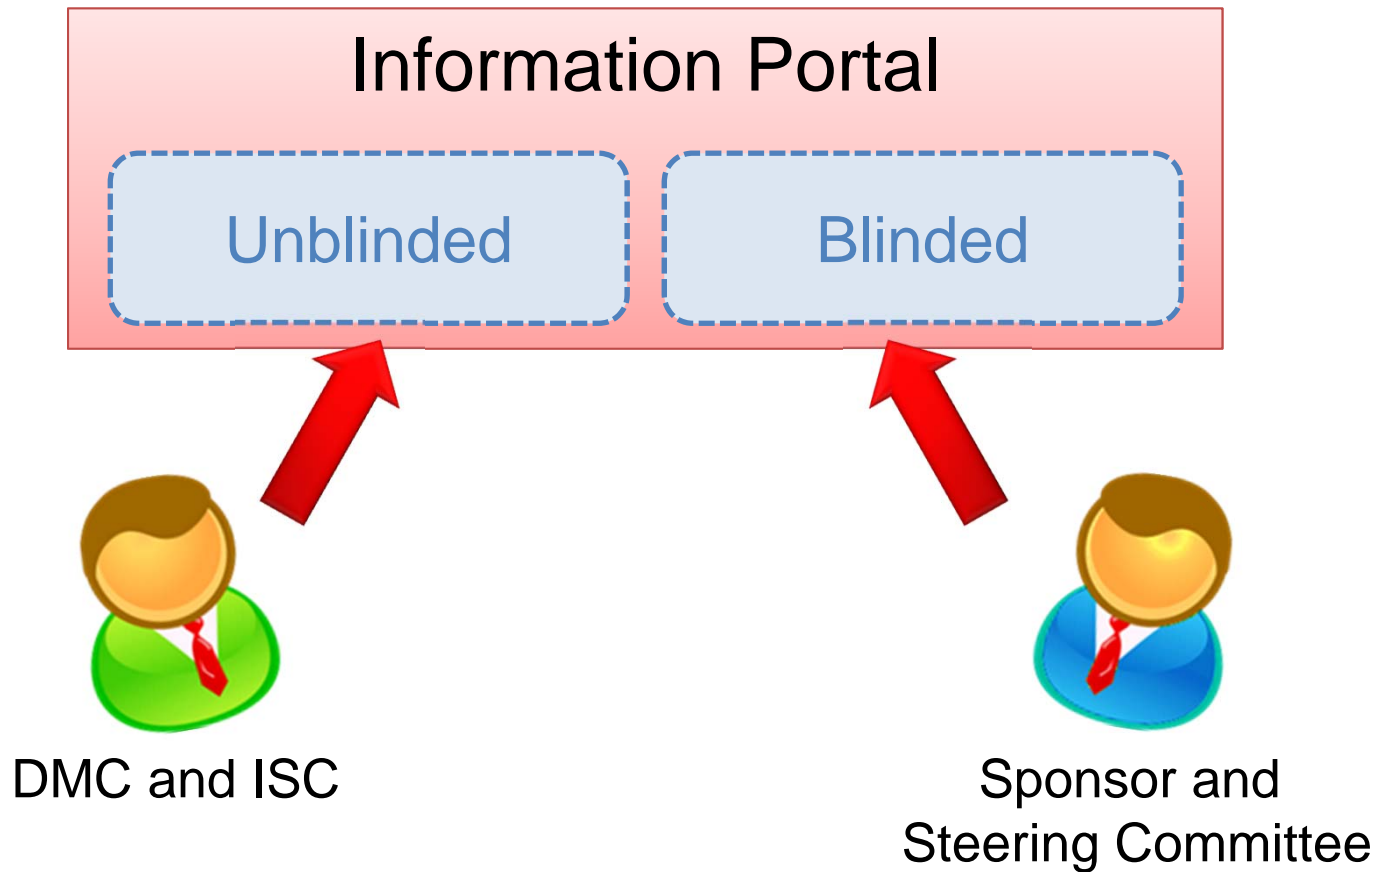 Information Portal
Unblinded
Blinded
DMC and ISC
Sponsor and
Steering Committee